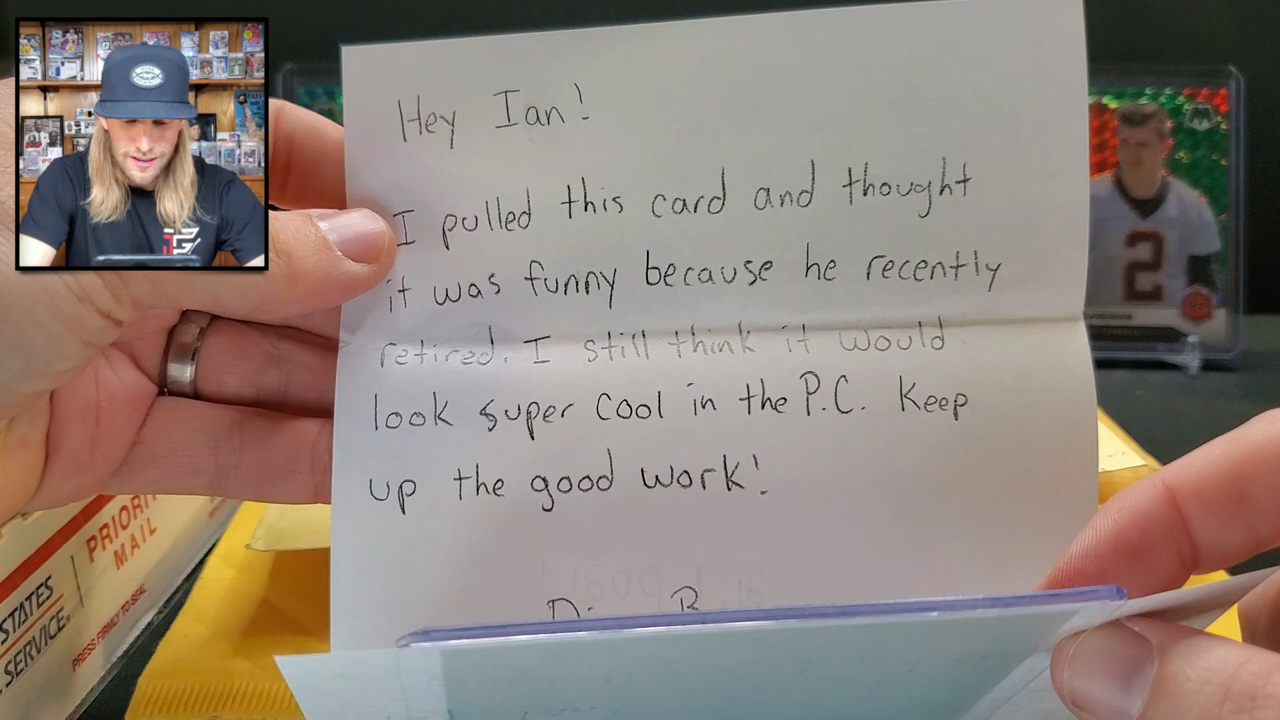 Hey Ian!
I pulled this card and thought
it was funny because he recently
retired. I still think it would
look super cool in the P.C. Keep
up the good work!
PRIORITY
MAIL
STATES
SERVICE®
PRESS FIRMLY TO SEAL
2